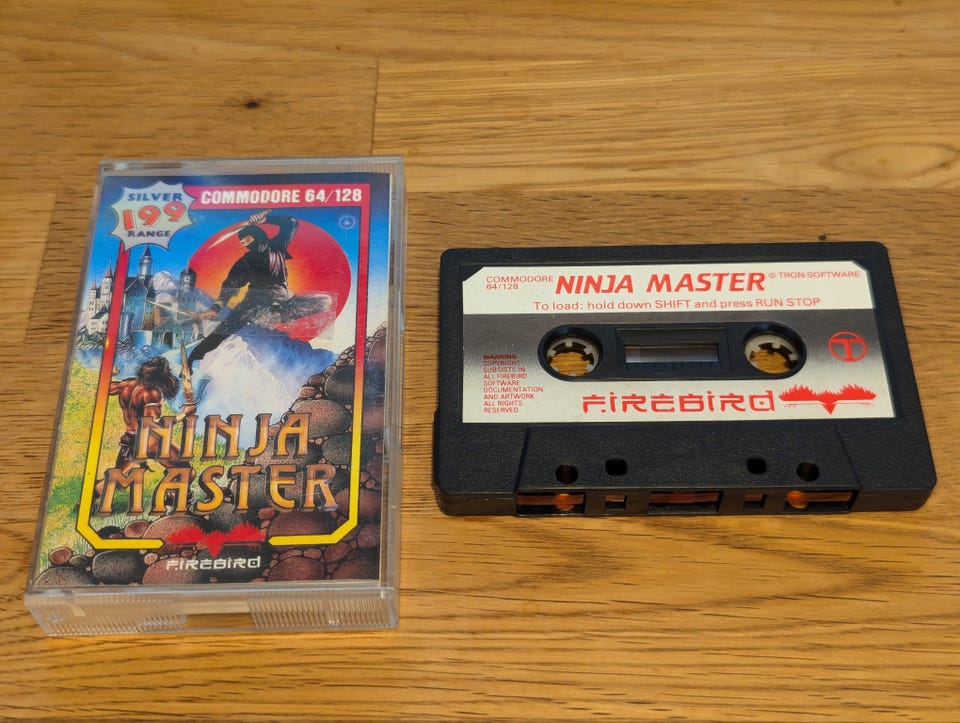 SILVER
199
RANGE
COMMODORE 64/128
NINJA
MASTER
FIREBIRD
COMMODORE
64/128
NINJA MASTER
© TRON SOFTWARE
To load: hold down SHIFT and press RUN STOP
WARNING
COPYRIGHT
SUBSISTS IN
ALL FIREBIRD
SOFTWARE
DOCUMENTATION
AND ARTWORK
ALL RIGHTS
RESERVED
FIREBIRD
T